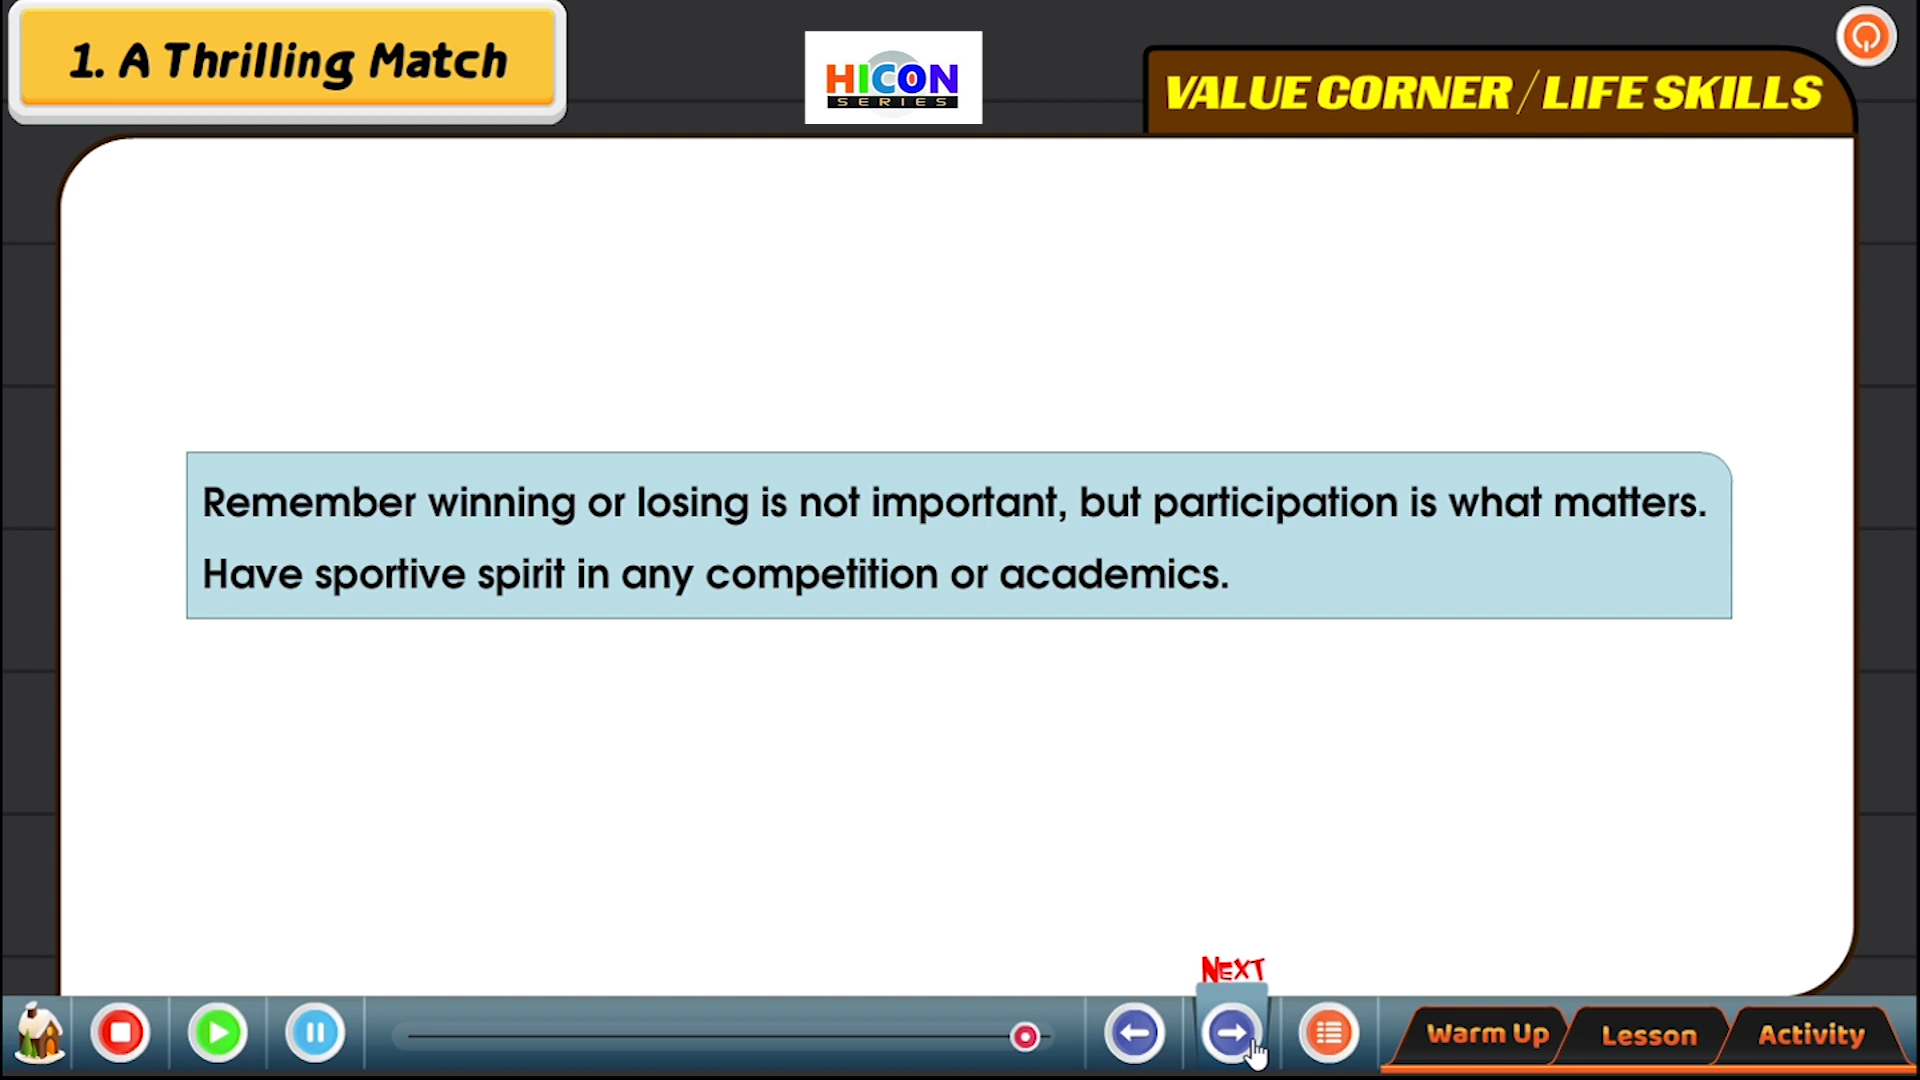 1. A Thrilling Match
HICON
SERIES
VALUE CORNER / LIFE SKILLS
Remember winning or losing is not important, but participation is what matters.
Have sportive spirit in any competition or academics.
NEXT
Warm Up
Lesson
Activity